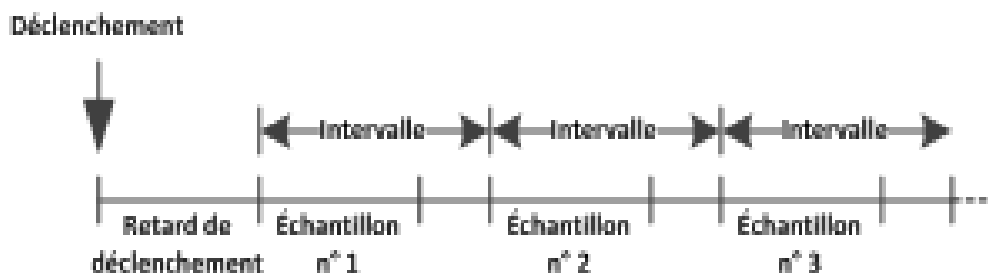 Déclenchement
Intervalle Intervalle Intervalle
Retard de Échantillon Échantillon Échantillon
déclenchement n° 1 n° 2 n° 3